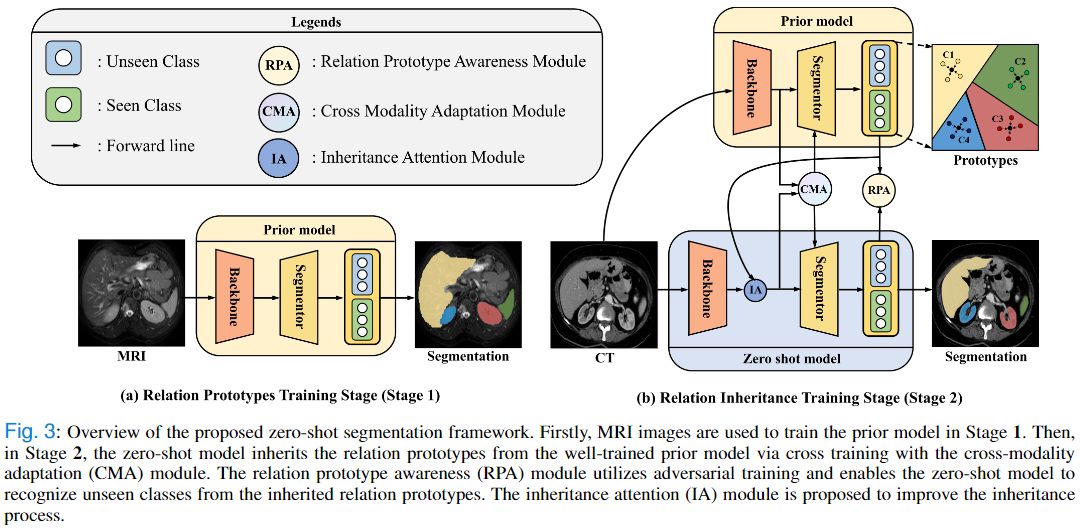 Legends
: Unseen Class
: Seen Class
: Forward line
RPA : Relation Prototype Awareness Module
CMA : Cross Modality Adaptation Module
IA : Inheritance Attention Module
Prior model
Backbone
Segmentor
MRI
Segmentation
(a) Relation Prototypes Training Stage (Stage 1)
Prior model
Backbone
Segmentor
C1
C2
C3
C4
Prototypes
CMA
RPA
Backbone
IA
Segmentor
CT
Zero shot model
Segmentation
(b) Relation Inheritance Training Stage (Stage 2)
Fig. 3: Overview of the proposed zero-shot segmentation framework. Firstly, MRI images are used to train the prior model in Stage 1. Then,
in Stage 2, the zero-shot model inherits the relation prototypes from the well-trained prior model via cross training with the cross-modality
adaptation (CMA) module. The relation prototype awareness (RPA) module utilizes adversarial training and enables the zero-shot model to
recognize unseen classes from the inherited relation prototypes. The inheritance attention (IA) module is proposed to improve the inheritance
process.